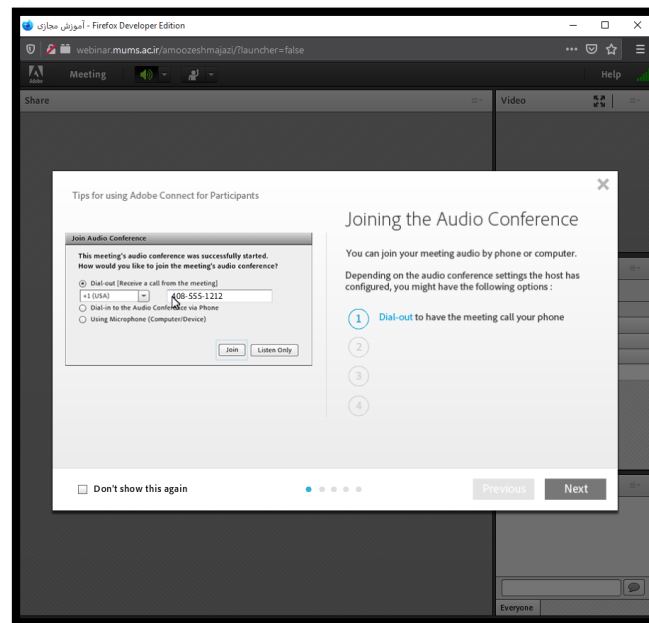 آموزش مجازی - Firefox Developer Edition
webinar.mums.ac.ir/amoozeshmajazi/?launcher=false
Adobe
Meeting
Help
Share
Video
Tips for using Adobe Connect for Participants
Join Audio Conference
This meeting's audio conference was successfully started.
How would you like to join the meeting's audio conference?
Dial-out [Receive a call from the meeting]
+1 (USA)
408-555-1212
Dial-in to the Audio Conference via Phone
Using Microphone (Computer/Device)
Join
Listen Only
Joining the Audio Conference
You can join your meeting audio by phone or computer.
Depending on the audio conference settings the host has
configured, you might have the following options :
1 Dial-out to have the meeting call your phone
2
3
4
Don't show this again
Previous
Next
Everyone